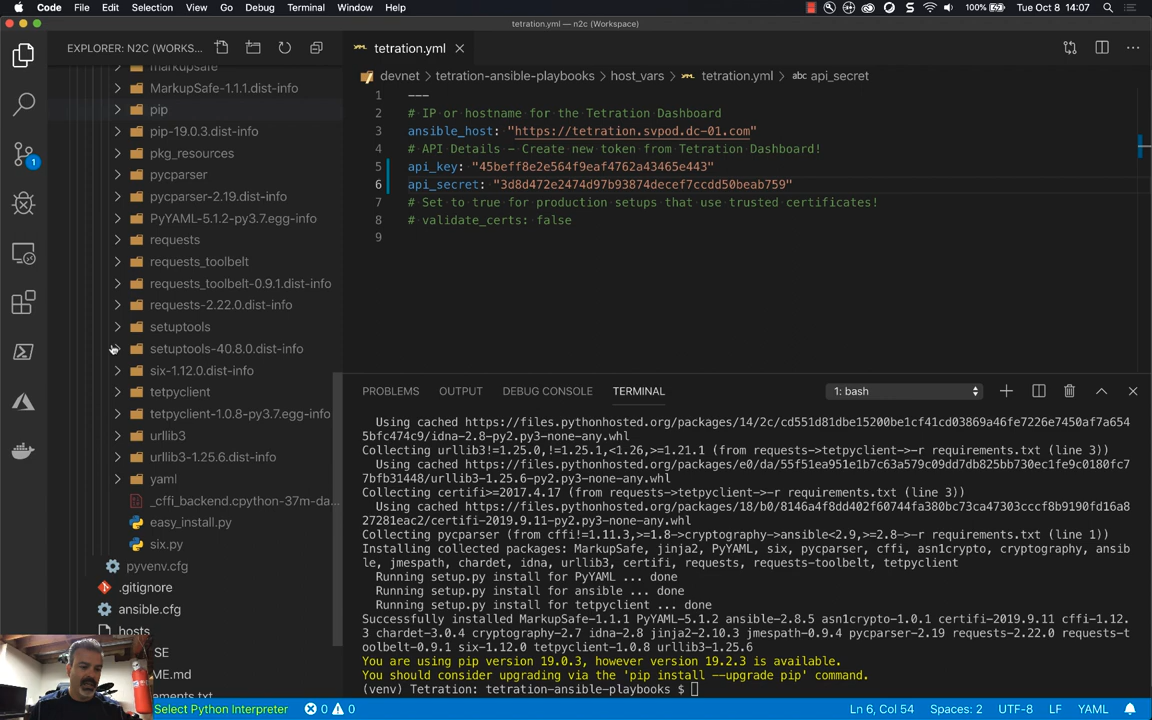 Code File Edit Selection View Go Debug Terminal Window Help 100% Tue Oct 8 14:07
tetration.yml — n2c (Workspace)
EXPLORER: N2C (WORKS...
markupsafe
MarkupSafe-1.1.1.dist-info
pip
pip-19.0.3.dist-info
pkg_resources
pycparser
pycparser-2.19.dist-info
PyYAML-5.1.2-py3.7.egg-info
requests
requests_toolbelt
requests_toolbelt-0.9.1.dist-info
requests-2.22.0.dist-info
setuptools
setuptools-40.8.0.dist-info
six-1.12.0.dist-info
tetpyclient
tetpyclient-1.0.8-py3.7.egg-info
urllib3
urllib3-1.25.6.dist-info
yaml
_cffi_backend.cpython-37m-da...
easy_install.py
six.py
pyvenv.cfg
.gitignore
ansible.cfg
hosts
SE
ME.md
ements.txt
1
tetration.yml
devnet > tetration-ansible-playbooks > host_vars > tetration.yml > abc api_secret
1 ---
2 # IP or hostname for the Tetration Dashboard
3 ansible_host: "https://tetration.svpod.dc-01.com"
4 # API Details - Create new token from Tetration Dashboard!
5 api_key: "45beff8e2e564f9eaf4762a43465e443"
6 api_secret: "3d8d472e2474d97b93874decef7ccdd50beab759"
7 # Set to true for production setups that use trusted certificates!
8 # validate_certs: false
9
PROBLEMS OUTPUT DEBUG CONSOLE TERMINAL 1: bash
Using cached https://files.pythonhosted.org/packages/14/2c/cd551d81dbe15200be1cf41cd03869a46fe7226e7450af7a654
5bfc474c9/idna-2.8-py2.py3-none-any.whl
Collecting urllib3!=1.25.0,!=1.25.1,<1.26,>=1.21.1 (from requests->tetpyclient->-r requirements.txt (line 3))
Using cached https://files.pythonhosted.org/packages/e0/da/55f51ea951e1b7c63a579c09dd7db825bb730ec1fe9c0180fc7
7bfb31448/urllib3-1.25.6-py2.py3-none-any.whl
Collecting certifi>=2017.4.17 (from requests->tetpyclient->-r requirements.txt (line 3))
Using cached https://files.pythonhosted.org/packages/18/b0/8146a4f8dd402f60744fa380bc73ca47303cccf8b9190fd16a8
27281eac2/certifi-2019.9.11-py2.py3-none-any.whl
Collecting pycparser (from cffi!=1.11.3,>=1.8->cryptography->ansible<2.9,>=2.8->-r requirements.txt (line 1))
Installing collected packages: MarkupSafe, jinja2, PyYAML, six, pycparser, cffi, asn1crypto, cryptography, ansib
le, jmespath, chardet, idna, urllib3, certifi, requests, requests-toolbelt, tetpyclient
Running setup.py install for PyYAML ... done
Running setup.py install for ansible ... done
Running setup.py install for tetpyclient ... done
Successfully installed MarkupSafe-1.1.1 PyYAML-5.1.2 ansible-2.8.5 asn1crypto-1.0.1 certifi-2019.9.11 cffi-1.12.
3 chardet-3.0.4 cryptography-2.7 idna-2.8 jinja2-2.10.3 jmespath-0.9.4 pycparser-2.19 requests-2.22.0 requests-t
oolbelt-0.9.1 six-1.12.0 tetpyclient-1.0.8 urllib3-1.25.6
You are using pip version 19.0.3, however version 19.2.3 is available.
You should consider upgrading via the 'pip install --upgrade pip' command.
(venv) Tetration: tetration-ansible-playbooks $
Select Python Interpreter 0 0 Ln 6, Col 54 Spaces: 2 UTF-8 LF YAML